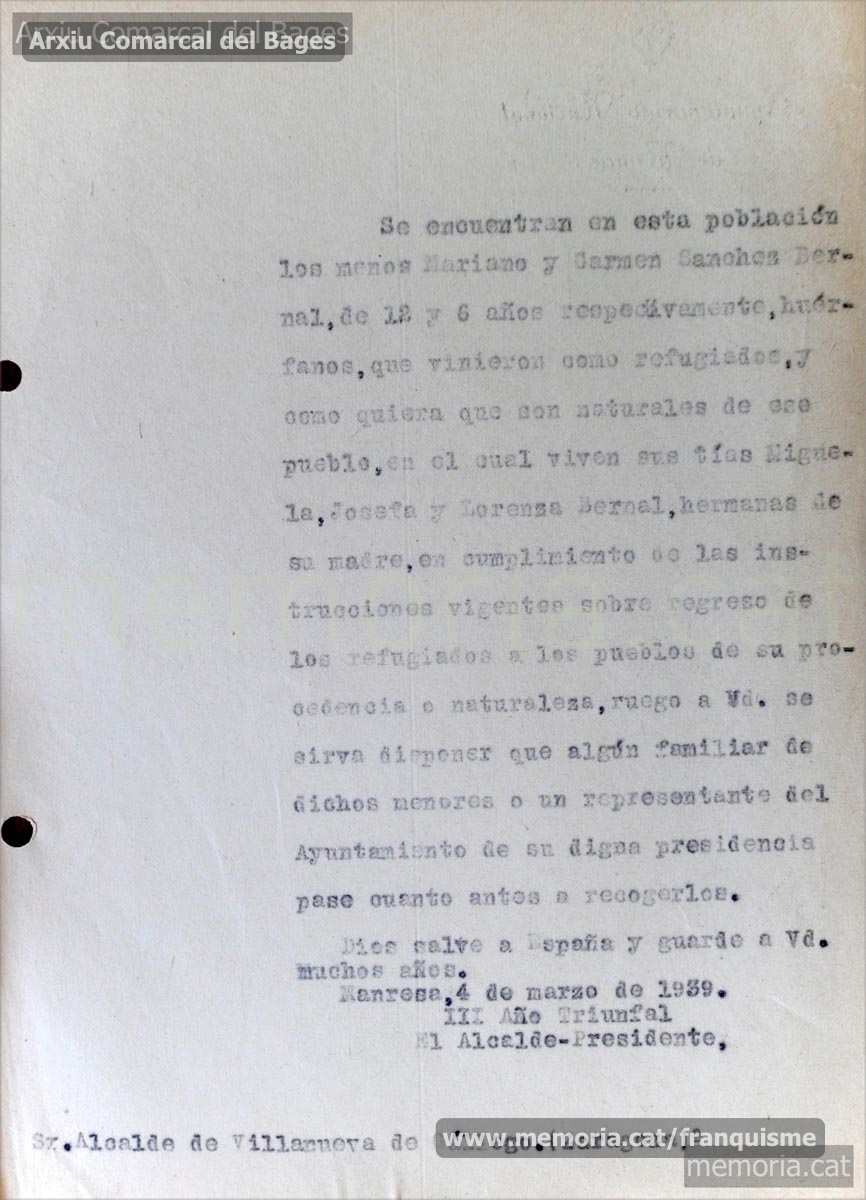 Arxiu Comarcal del Bages
Arxiu Comarcal del Bages
Se encuentran en esta población
los menos Mariano y Carmen Sanchez Ber-
nal,de 12 y 6 años respecivamente,huér-
fanos,que vinieron como refugiados,y
como quiera que son naturales de ese
pueblo,en el cual viven sus tías Migue-
la,Josefa y Lorenza Bernal,hermanas de
su madre,en cumplimiento de las ins-
trucciones vigentes sobre regreso de
los refugiados a los pueblos de su pro-
cedencia o naturaleza,ruego a Vd. se
sirva disponer que algún familiar de
dichos menores o un representante del
Ayuntamiento de su digna presidencia
pase cuanto antes a recogerlos.
Dios salve a España y guarde a Vd.
muchos años.
Manresa,4 de marzo de 1939.
III Año Triunfal
El Alcalde-Presidente,
Sr.Alcalde de Villanueva de
www.memoria.cat/franquisme
memoria.cat